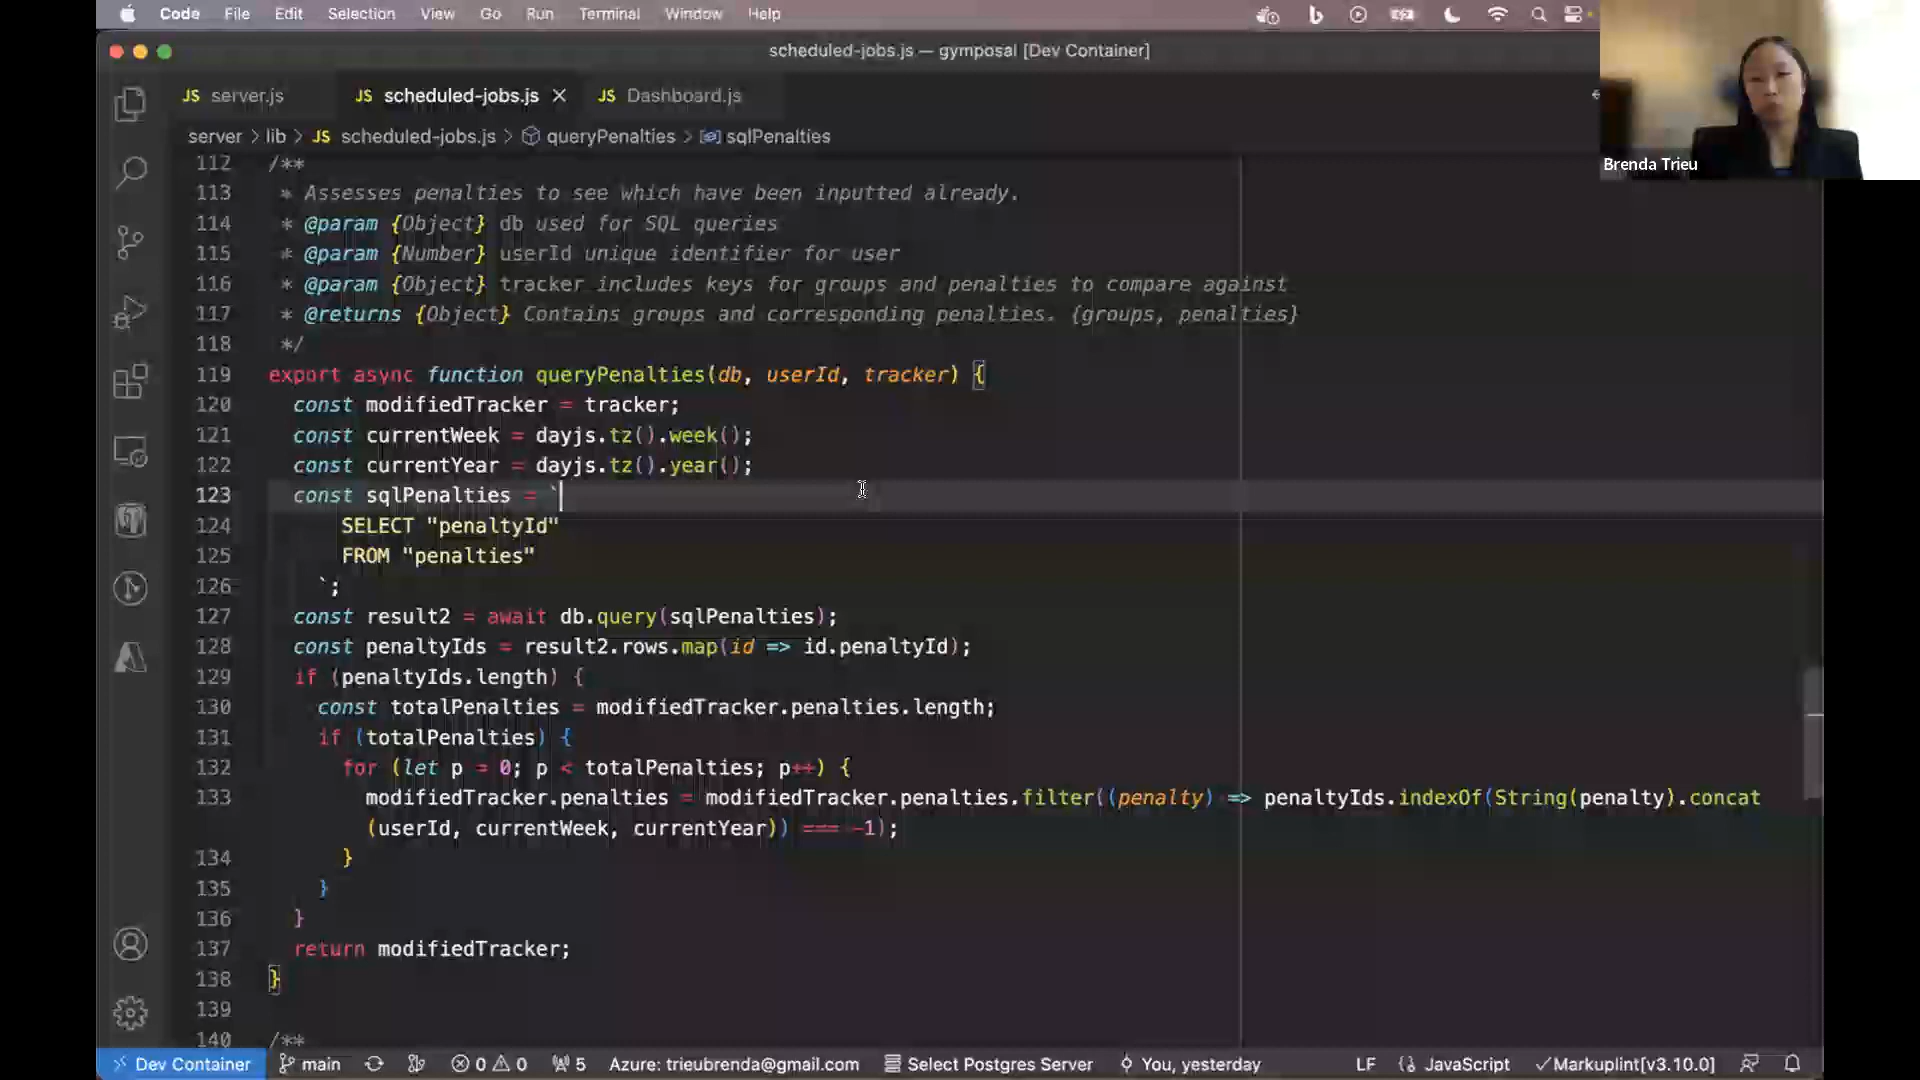 Code File Edit Selection View Go Run Terminal Window Help
scheduled-jobs.js — gymposal [Dev Container]
Brenda Trieu
JS server.js JS scheduled-jobs.js JS Dashboard.js
server > lib > JS scheduled-jobs.js > queryPenalties > sqlPenalties
112 /**
113 * Assesses penalties to see which have been inputted already.
114 * @param {Object} db used for SQL queries
115 * @param {Number} userId unique identifier for user
116 * @param {Object} tracker includes keys for groups and penalties to compare against
117 * @returns {Object} Contains groups and corresponding penalties. {groups, penalties}
118 */
119 export async function queryPenalties(db, userId, tracker) {
120 const modifiedTracker = tracker;
121 const currentWeek = dayjs.tz().week();
122 const currentYear = dayjs.tz().year();
123 const sqlPenalties = `
124 SELECT "penaltyId"
125 FROM "penalties"
126 `;
127 const result2 = await db.query(sqlPenalties);
128 const penaltyIds = result2.rows.map(id => id.penaltyId);
129 if (penaltyIds.length) {
130 const totalPenalties = modifiedTracker.penalties.length;
131 if (totalPenalties) {
132 for (let p = 0; p < totalPenalties; p++) {
133 modifiedTracker.penalties = modifiedTracker.penalties.filter((penalty) => penaltyIds.indexOf(String(penalty).concat
(userId, currentWeek, currentYear)) === -1);
134 }
135 }
136 }
137 return modifiedTracker;
138 }
139
140 /**
Dev Container main 0 0 5 Azure: trieubrenda@gmail.com Select Postgres Server You, yesterday LF {} JavaScript Markuplint[v3.10.0]